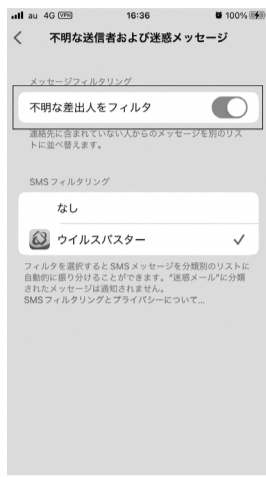 au 4G VPN 16:36 100%
不明な送信者および迷惑メッセージ
メッセージフィルタリング
不明な差出人をフィルタ
連絡先に含まれていない人からのメッセージを別のリス
トに並べ替えます。
SMSフィルタリング
なし
ウイルスバスター
フィルタを選択するとSMSメッセージを分類別のリストに
自動的に振り分けることができます。"迷惑メール"に分類
されたメッセージは通知されません。
SMSフィルタリングとプライバシーについて...